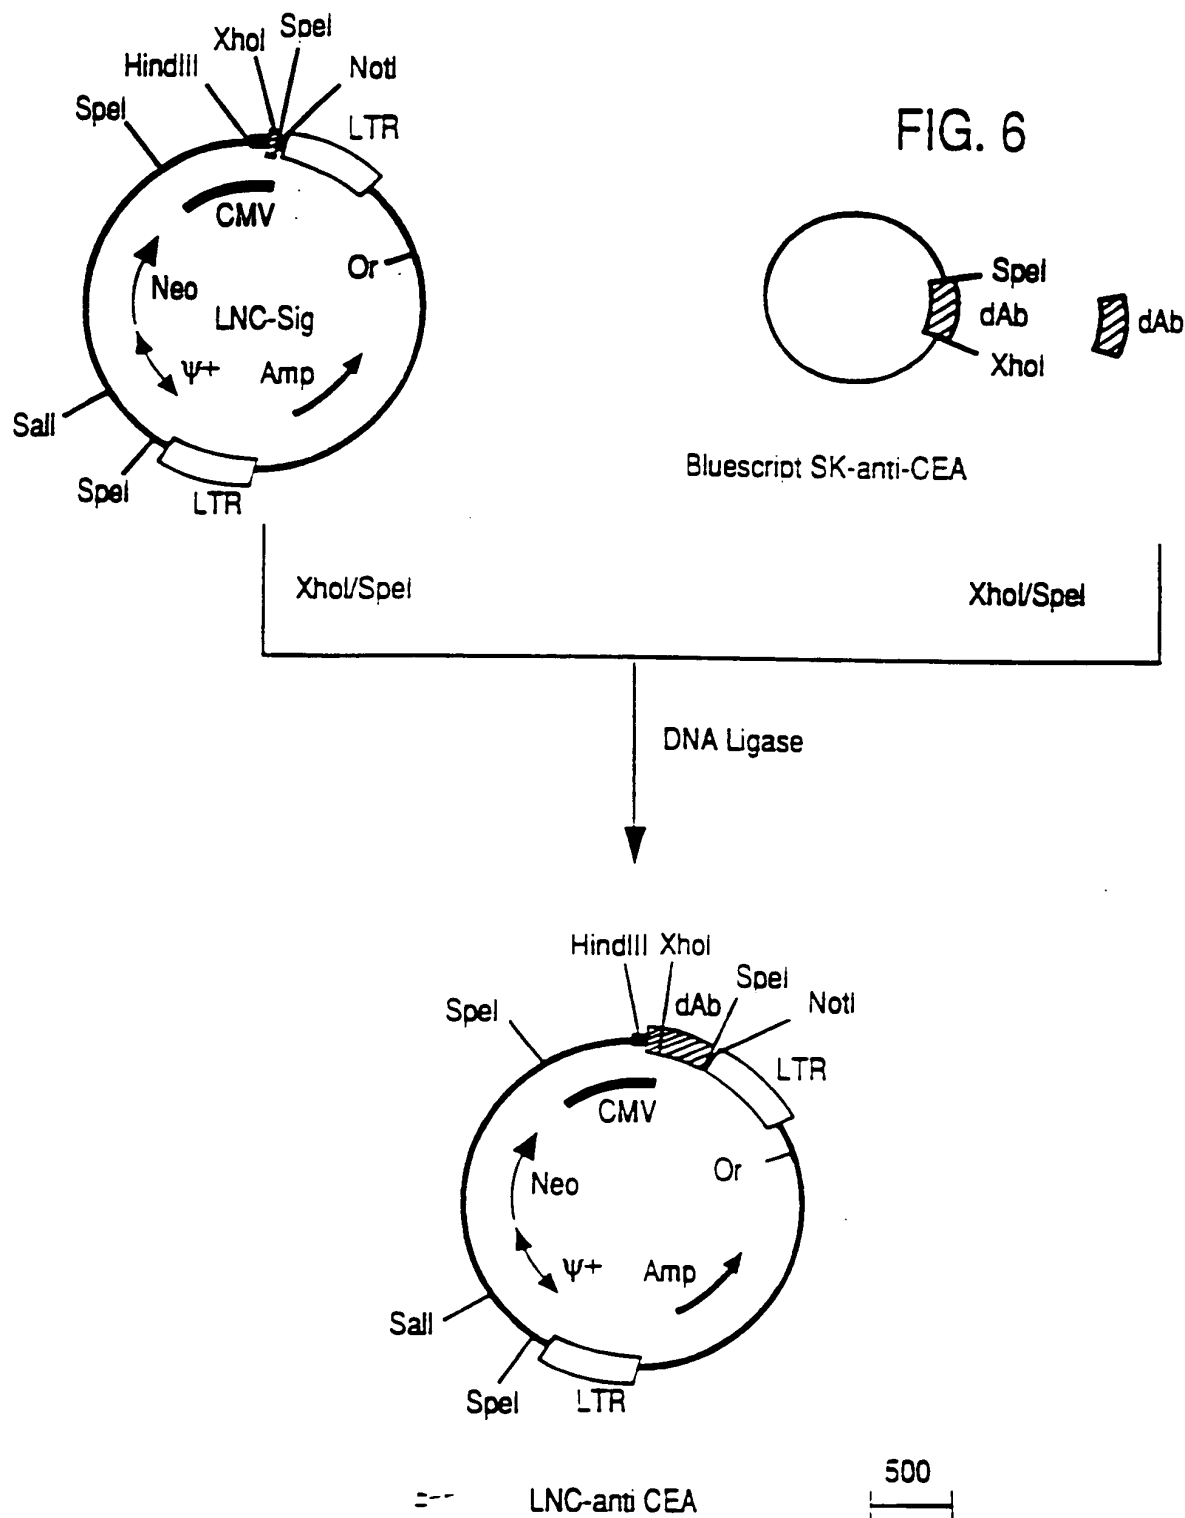 SpeI
XhoI
HindIII
NotI
SpeI
LTR
FIG. 6
CMV
Or
Neo
LNC-Sig
Ψ+
Amp
SalI
SpeI
LTR
SpeI
dAb
dAb
XhoI
Bluescript SK-anti-CEA
XhoI/SpeI
XhoI/SpeI
DNA Ligase
HindIII XhoI
SpeI
dAb
NotI
SpeI
LTR
CMV
Or
Neo
Ψ+
Amp
SalI
SpeI
LTR
500
LNC-anti CEA